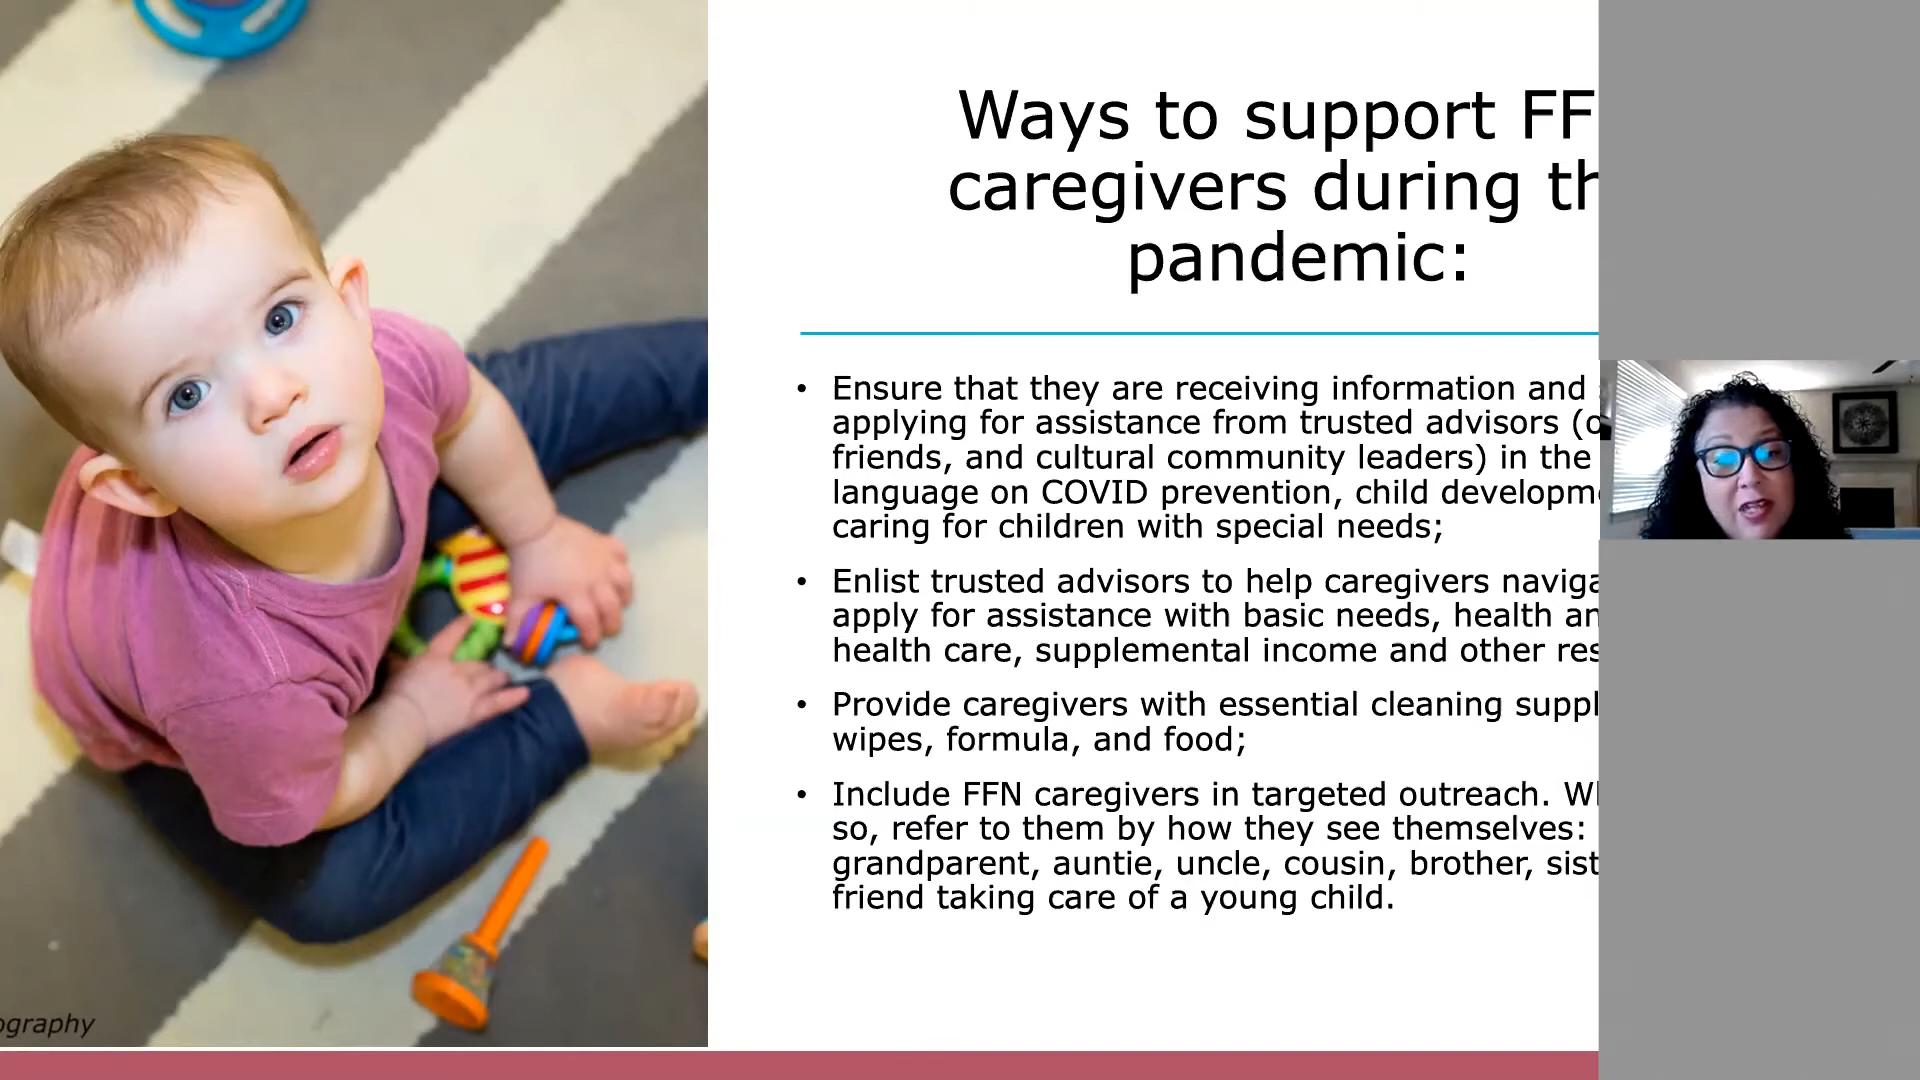 Ways to support FF
caregivers during th
pandemic:
• Ensure that they are receiving information and
applying for assistance from trusted advisors (o
friends, and cultural community leaders) in the
language on COVID prevention, child developm
caring for children with special needs;
• Enlist trusted advisors to help caregivers naviga
apply for assistance with basic needs, health an
health care, supplemental income and other res
• Provide caregivers with essential cleaning suppl
wipes, formula, and food;
• Include FFN caregivers in targeted outreach. Wh
so, refer to them by how they see themselves:
grandparent, auntie, uncle, cousin, brother, sist
friend taking care of a young child.
ography